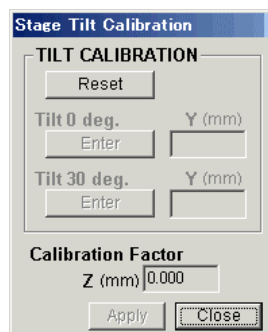 Stage Tilt Calibration
TILT CALIBRATION
Reset
Tilt 0 deg. Y (mm)
Enter
Tilt 30 deg. Y (mm)
Enter
Calibration Factor
Z (mm) 0.000
Apply Close